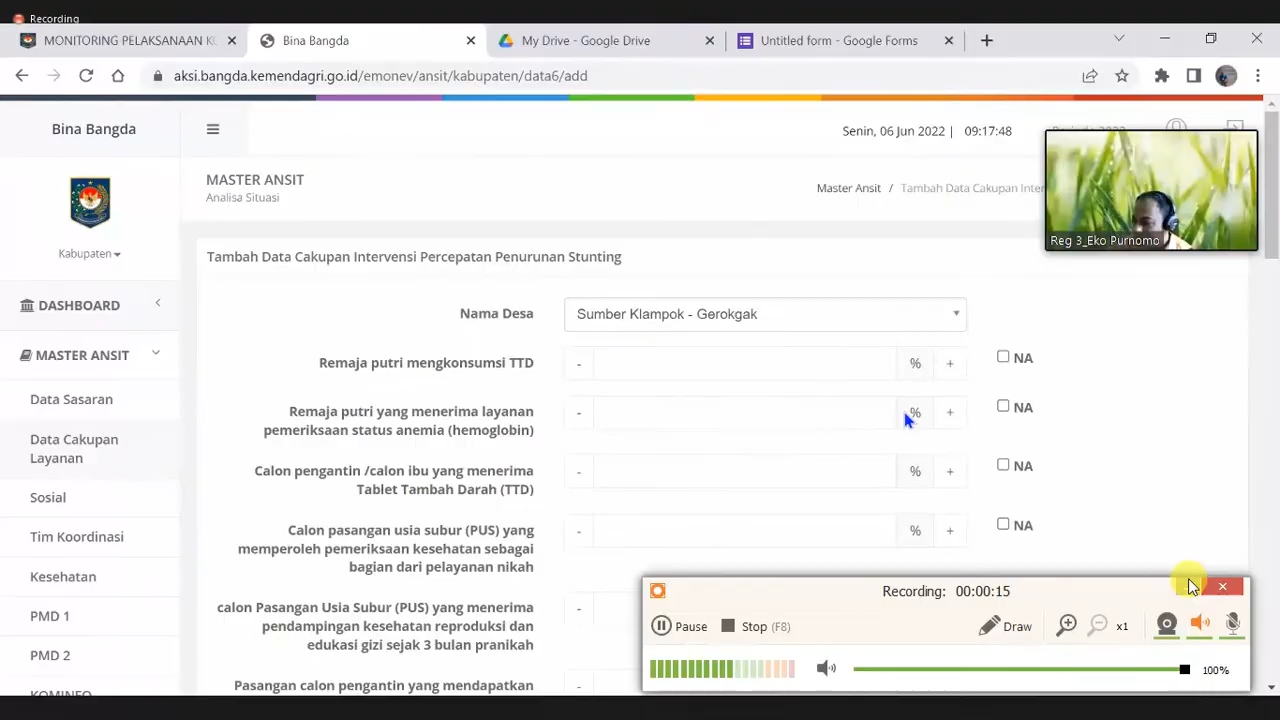 Recording
MONITORING PELAKSANAAN K
Bina Bangda
My Drive - Google Drive
Untitled form - Google Forms
aksi.bangda.kemendagri.go.id/emonev/ansit/kabupaten/data6/add
Bina Bangda
Senin, 06 Jun 2022 | 09:17:48
Kabupaten
MASTER ANSIT
Analisa Situasi
Master Ansit / Tambah Data Cakupan Inter
Reg 3_Eko Purnomo
DASHBOARD
MASTER ANSIT
Data Sasaran
Data Cakupan
Layanan
Sosial
Tim Koordinasi
Kesehatan
PMD 1
PMD 2
KOMINFO
Tambah Data Cakupan Intervensi Percepatan Penurunan Stunting
Nama Desa
Sumber Klampok - Gerokgak
Remaja putri mengkonsumsi TTD
- % + NA
Remaja putri yang menerima layanan
pemeriksaan status anemia (hemoglobin)
- % + NA
Calon pengantin /calon ibu yang menerima
Tablet Tambah Darah (TTD)
- % + NA
Calon pasangan usia subur (PUS) yang
memperoleh pemeriksaan kesehatan sebagai
bagian dari pelayanan nikah
- % + NA
calon Pasangan Usia Subur (PUS) yang menerima
pendampingan kesehatan reproduksi dan
edukasi gizi sejak 3 bulan pranikah
-
Pasangan calon pengantin yang mendapatkan
-
Recording: 00:00:15
Pause
Stop (F8)
Draw
x1
100%